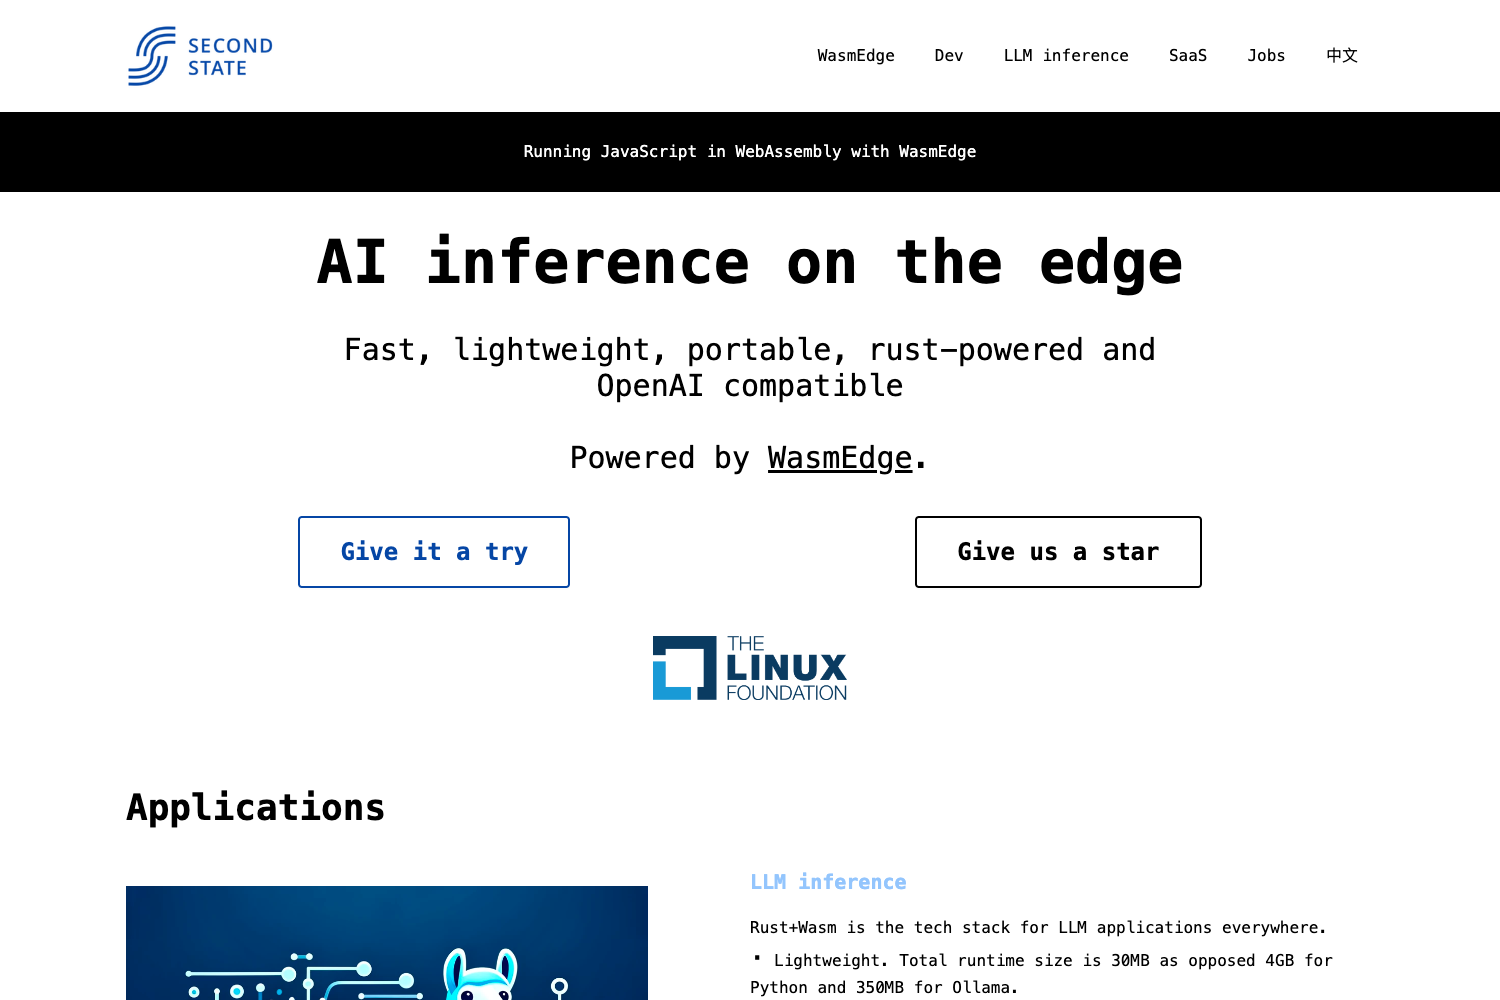 SECOND
STATE
WasmEdge Dev LLM inference SaaS Jobs 中文
Running JavaScript in WebAssembly with WasmEdge
AI inference on the edge
Fast, lightweight, portable, rust-powered and
OpenAI compatible
Powered by WasmEdge.
Give it a try
Give us a star
THE
LINUX
FOUNDATION
Applications
LLM inference
Rust+Wasm is the tech stack for LLM applications everywhere.
· Lightweight. Total runtime size is 30MB as opposed 4GB for
Python and 350MB for Ollama.